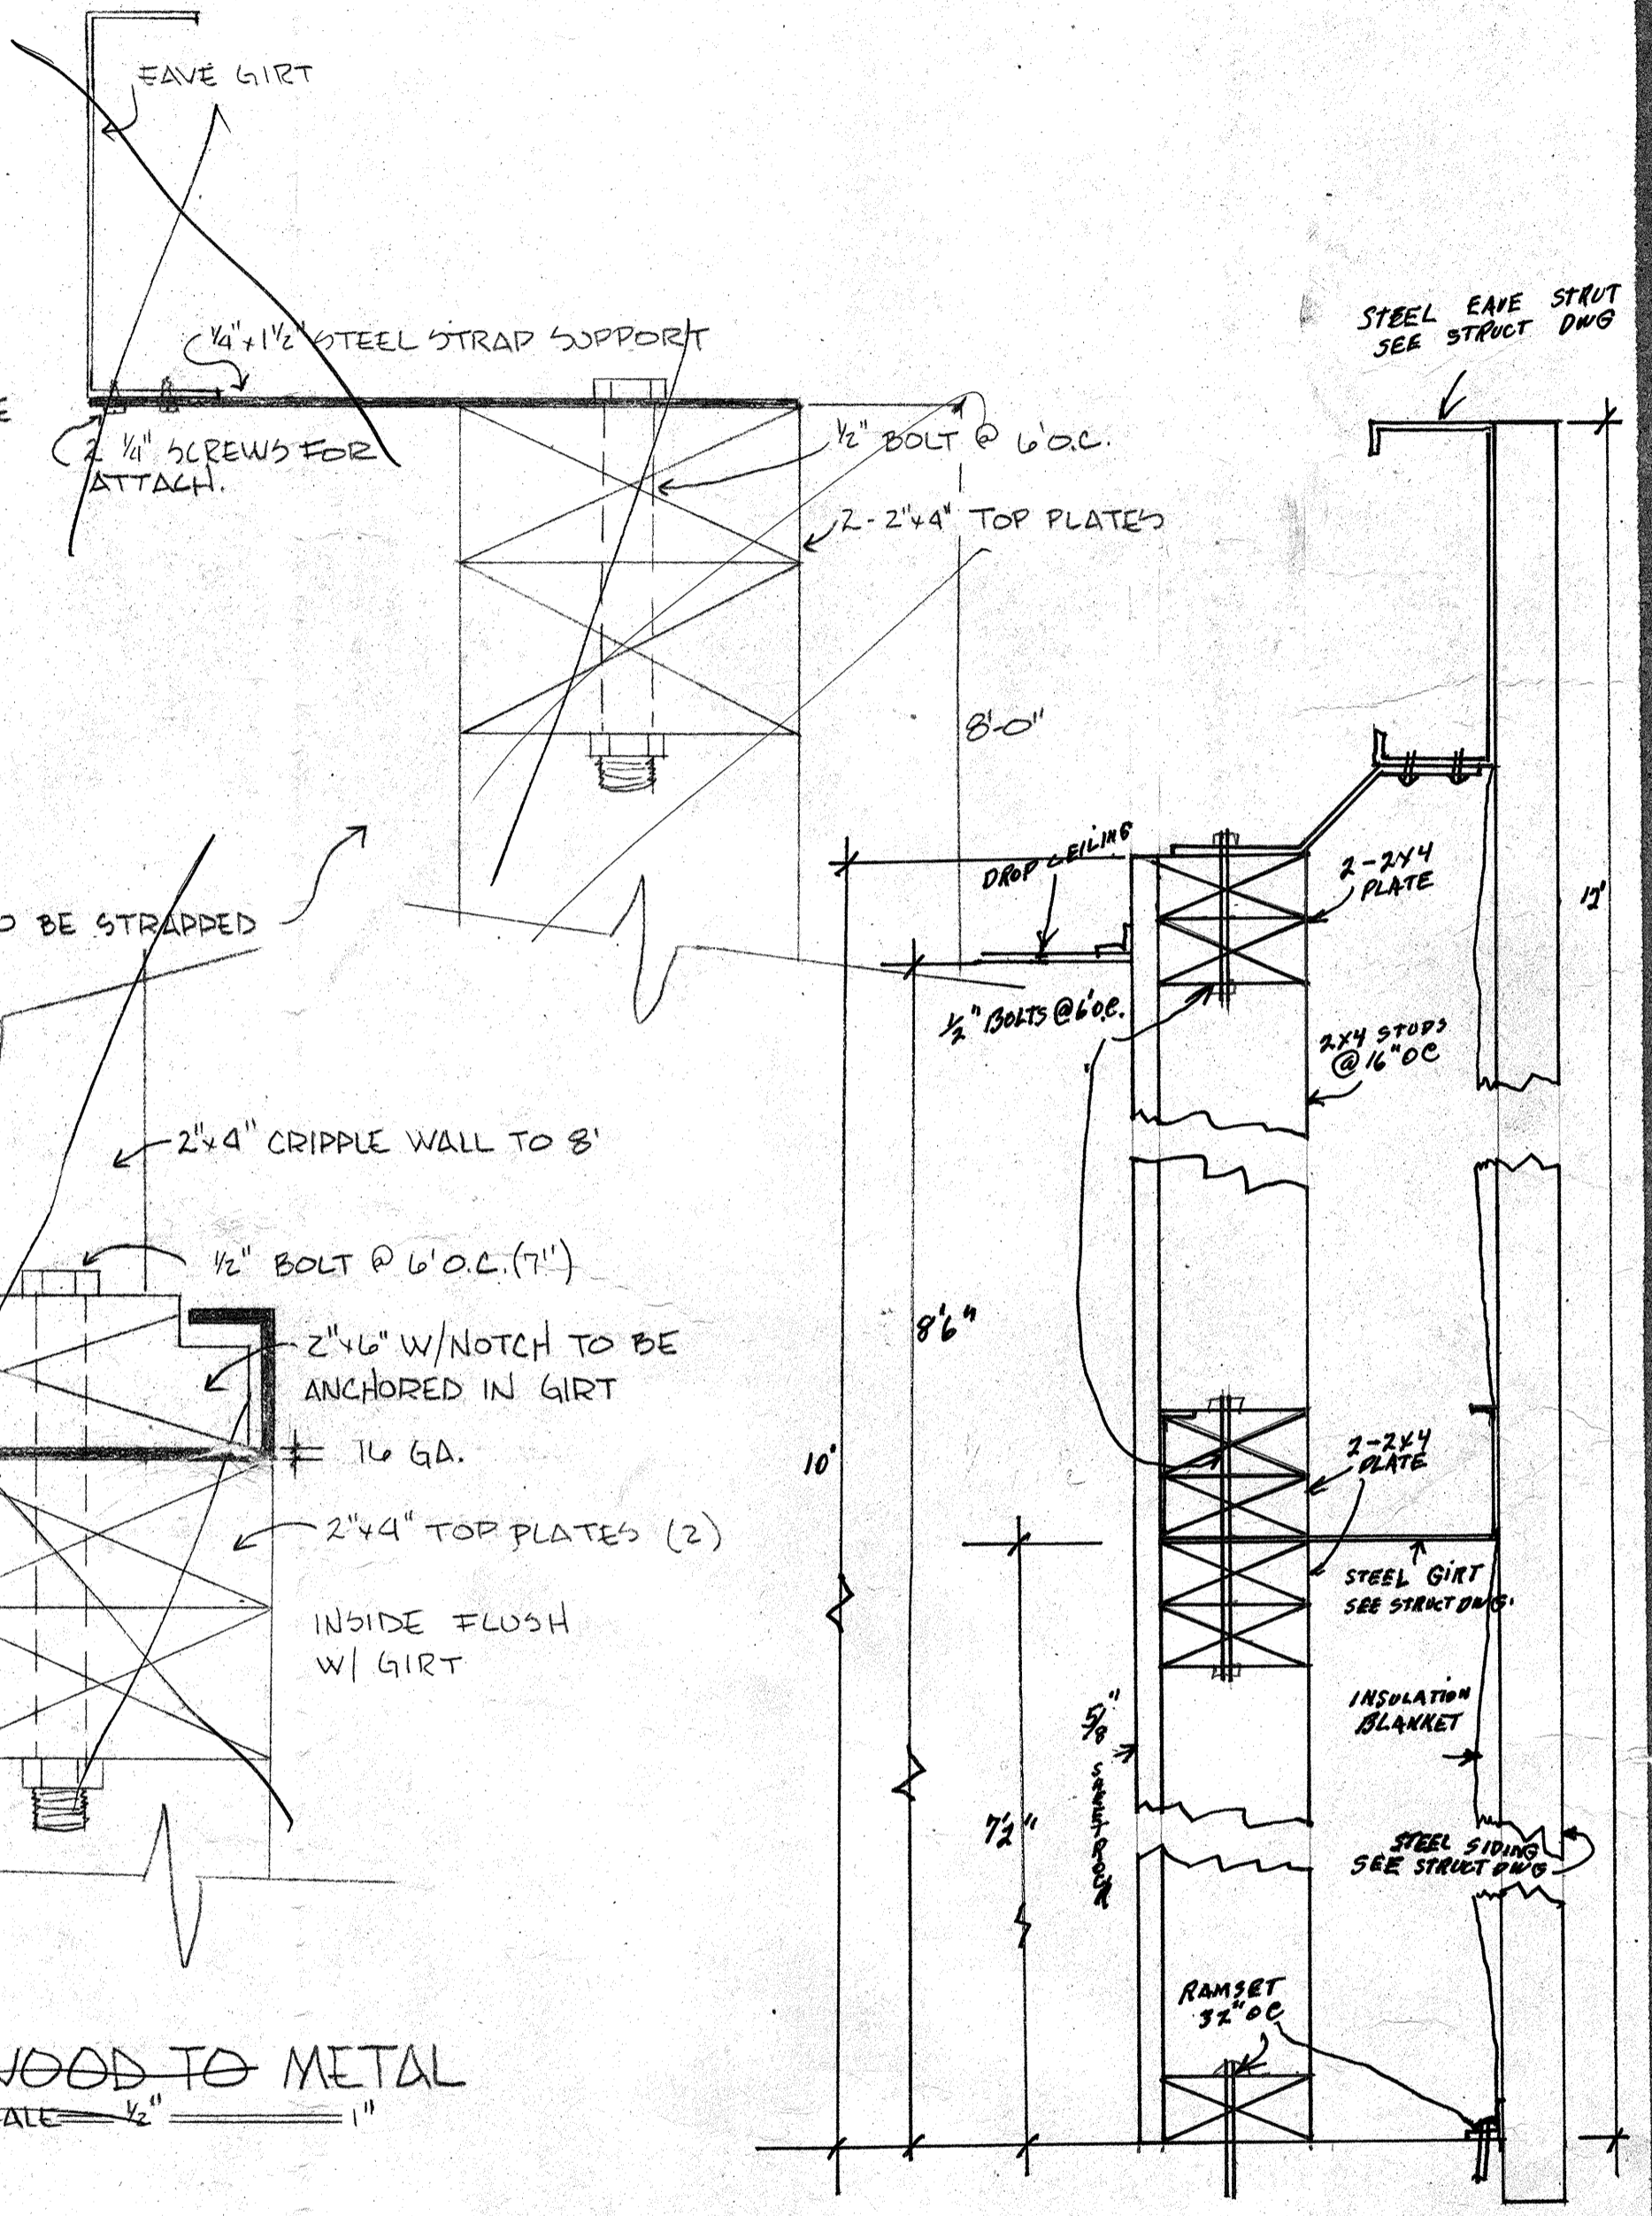 EAVE GIRT
1/4" x 1 1/2" STEEL STRAP SUPPORT
2 1/4" SCREWS FOR
ATTACH.
1/2" BOLT @ 6' O.C.
2-2"x4" TOP PLATES
8'-0"
BE STRAPPED
2"x4" CRIPPLE WALL TO 8'
1/2" BOLT @ 6' O.C. (7")
2"x6" W/NOTCH TO BE
ANCHORED IN GIRT
16 GA.
2"x4" TOP PLATES (2)
INSIDE FLUSH
W/ GIRT
WOOD TO METAL
1/2" 1"
STEEL EAVE STRUT
SEE STRUCT DWG
DROP CEILING
2-2x4
PLATE
12'
1/2" BOLTS @ 6' O.C.
2x4 STUDS
@ 16" OC
8'6"
10'
2-2x4
PLATE
STEEL GIRT
SEE STRUCT DWG.
INSULATION
BLANKET
5/8" SHEETROCK
7 1/2"
STEEL SIDING
SEE STRUCT DWG
RAMSET
32" OC